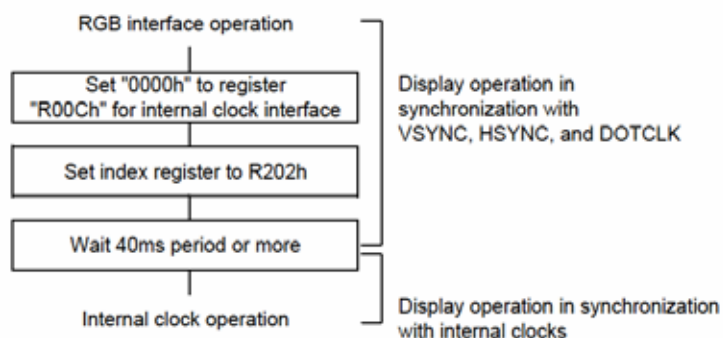 RGB interface operation
Set "0000h" to register
"R00Ch" for internal clock interface
Set index register to R202h
Wait 40ms period or more
Internal clock operation
Display operation in
synchronization with
VSYNC, HSYNC, and DOTCLK
Display operation in synchronization
with internal clocks